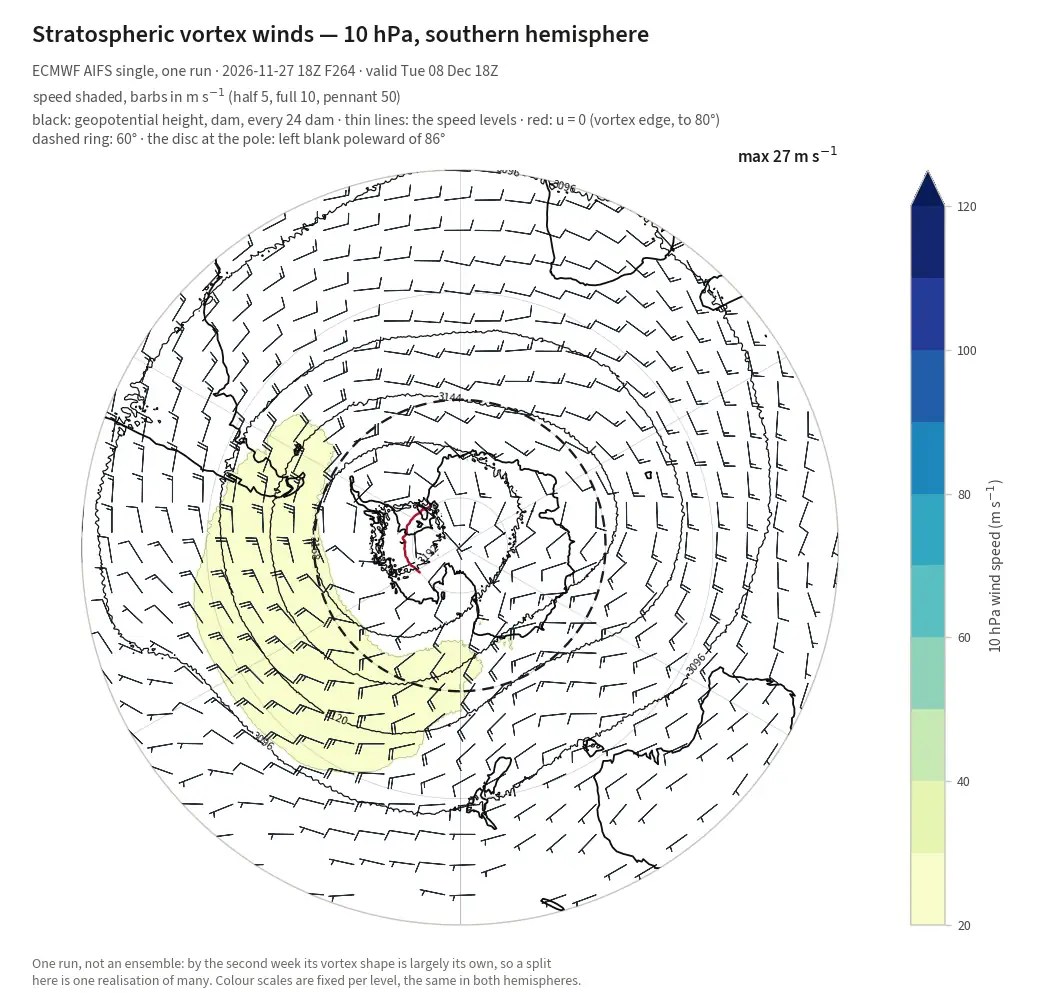 Stratospheric vortex winds — 10 hPa, southern hemisphere
ECMWF AIFS single, one run · 2026-11-27 18Z F264 · valid Tue 08 Dec 18Z
speed shaded, barbs in m s⁻¹ (half 5, full 10, pennant 50)
black: geopotential height, dam, every 24 dam · thin lines: the speed levels · red: u = 0 (vortex edge, to 80°)
dashed ring: 60° · the disc at the pole: left blank poleward of 86°
max 27 m s⁻¹
3096
3144
3096
3096
120
100
80
60
40
20
10 hPa wind speed (m s⁻¹)
One run, not an ensemble: by the second week its vortex shape is largely its own, so a split
here is one realisation of many. Colour scales are fixed per level, the same in both hemispheres.